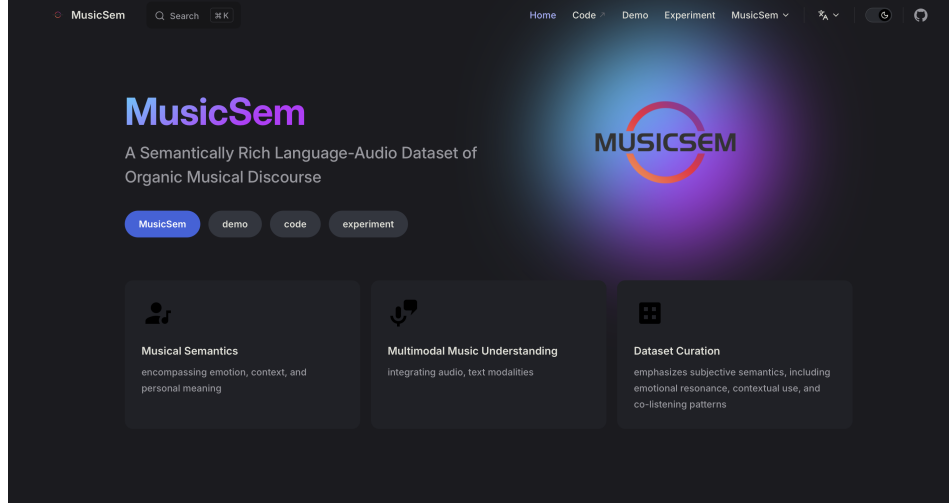 MusicSem
Search ⌘ K
Home
Code
Demo
Experiment
MusicSem
MusicSem
A Semantically Rich Language-Audio Dataset of
Organic Musical Discourse
MusicSem
demo
code
experiment
MUSICSEM
Musical Semantics
encompassing emotion, context, and
personal meaning
Multimodal Music Understanding
integrating audio, text modalities
Dataset Curation
emphasizes subjective semantics, including
emotional resonance, contextual use, and
co-listening patterns